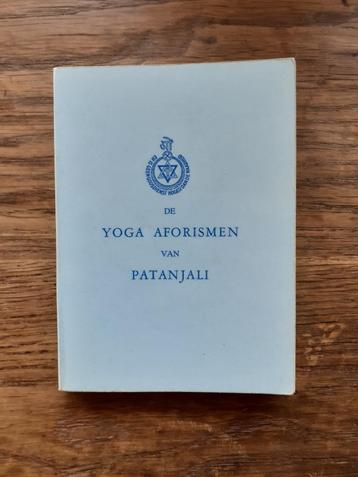 DE
YOGA AFORISMEN
VAN
PATANJALI